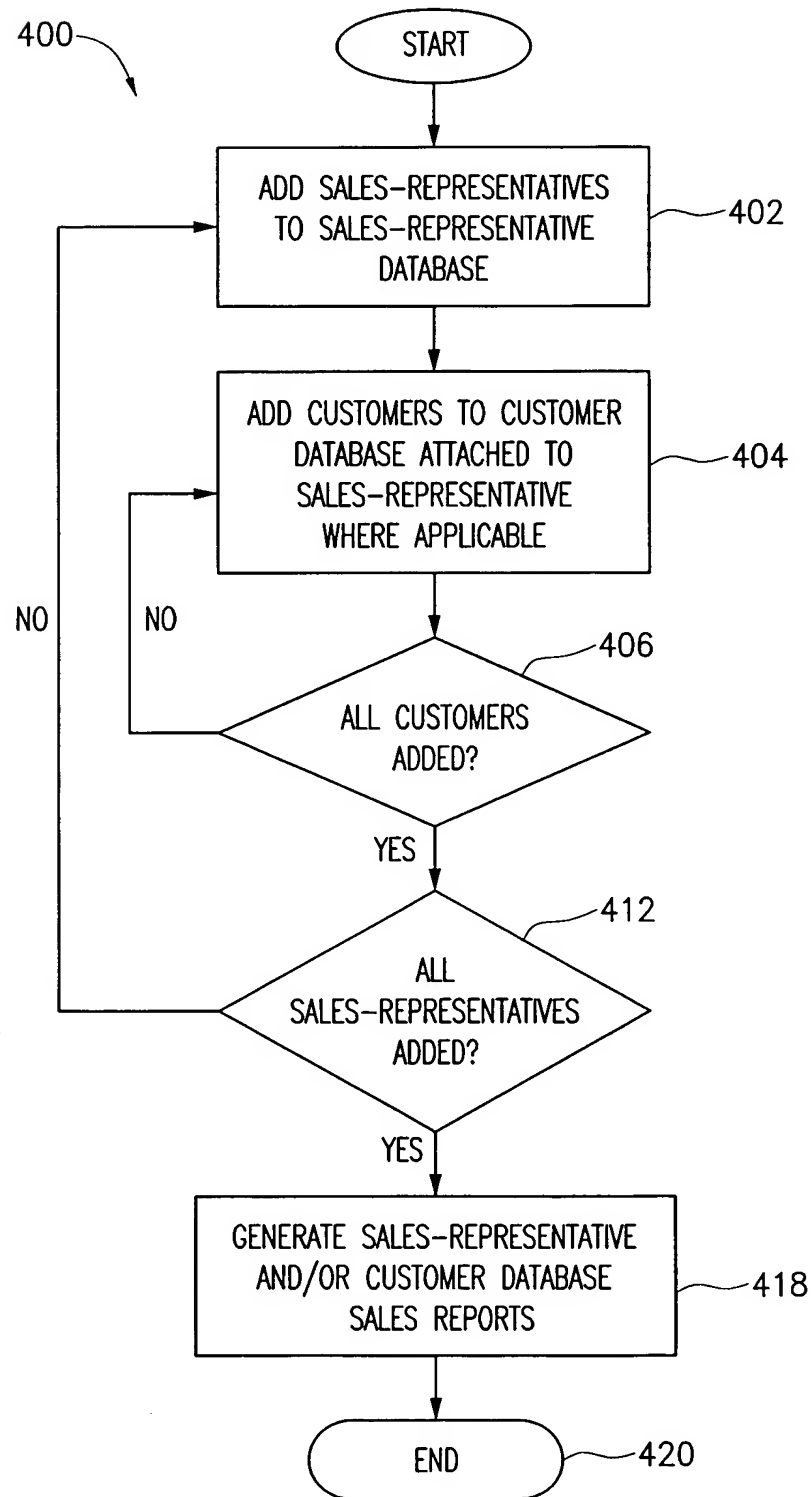 400
START
ADD SALES-REPRESENTATIVES
TO SALES-REPRESENTATIVE
DATABASE
402
ADD CUSTOMERS TO CUSTOMER
DATABASE ATTACHED TO
SALES-REPRESENTATIVE
WHERE APPLICABLE
404
NO
NO
406
ALL CUSTOMERS
ADDED?
YES
412
ALL
SALES-REPRESENTATIVES
ADDED?
YES
GENERATE SALES-REPRESENTATIVE
AND/OR CUSTOMER DATABASE
SALES REPORTS
418
END
420